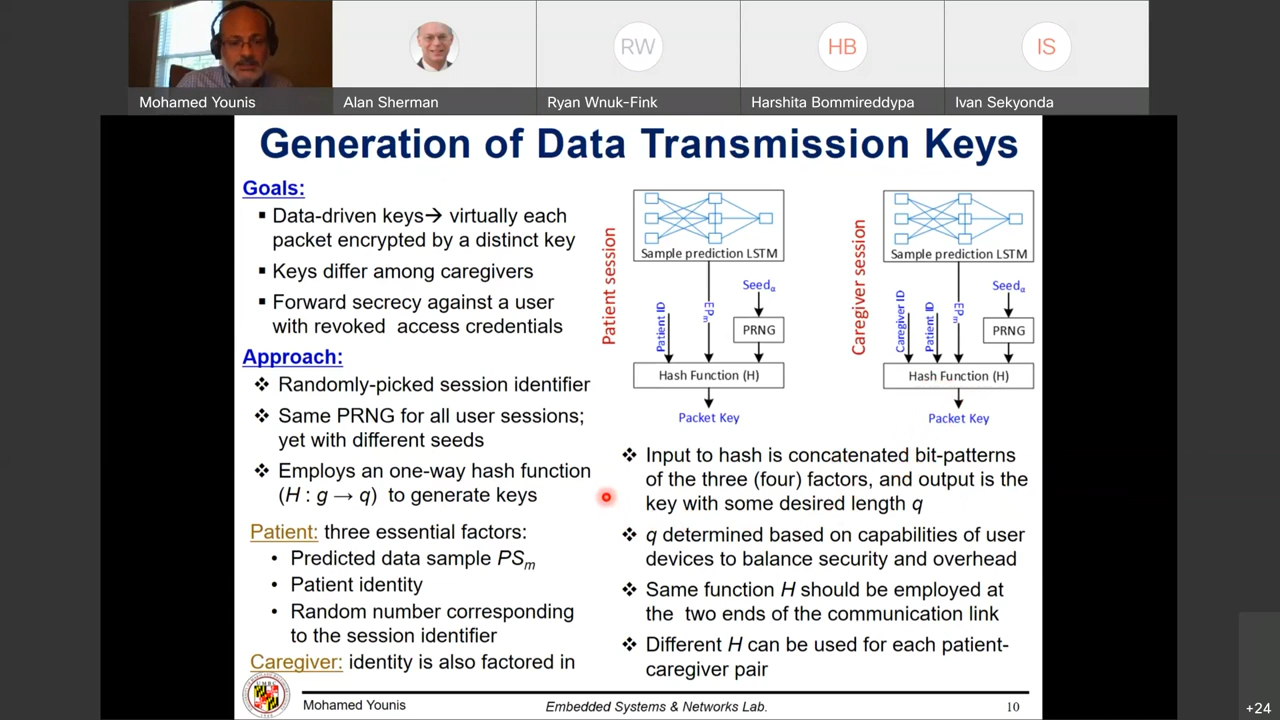 RW
HB
IS
Mohamed Younis
Alan Sherman
Ryan Wnuk-Fink
Harshita Bommireddypa
Ivan Sekyonda
Generation of Data Transmission Keys
Goals:
▪ Data-driven keys→ virtually each
packet encrypted by a distinct key
▪ Keys differ among caregivers
▪ Forward secrecy against a user
with revoked access credentials
Approach:
❖ Randomly-picked session identifier
❖ Same PRNG for all user sessions;
yet with different seeds
❖ Employs an one-way hash function
(H : g → q) to generate keys
Patient: three essential factors:
• Predicted data sample PSm
• Patient identity
• Random number corresponding
to the session identifier
Caregiver: identity is also factored in
Patient session
Sample prediction LSTM
Patient ID
EPm
Seedα
PRNG
Hash Function (H)
Packet Key
Caregiver session
Sample prediction LSTM
Caregiver ID
Patient ID
EPm
Seedα
PRNG
Hash Function (H)
Packet Key
❖ Input to hash is concatenated bit-patterns
of the three (four) factors, and output is the
key with some desired length q
❖ q determined based on capabilities of user
devices to balance security and overhead
❖ Same function H should be employed at
the two ends of the communication link
❖ Different H can be used for each patient-
caregiver pair
Mohamed Younis
Embedded Systems & Networks Lab.
10
+24